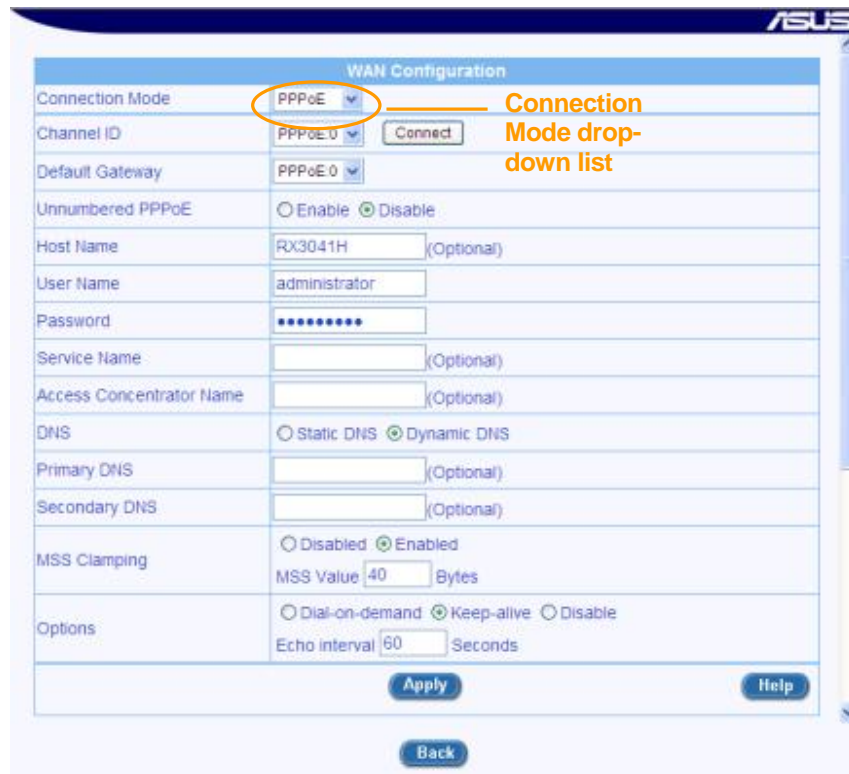 ASUS
WAN Configuration
Connection Mode PPPoE
Connection Mode drop-down list
Channel ID PPPoE:0 Connect
Default Gateway PPPoE:0
Unnumbered PPPoE Enable Disable
Host Name RX3041H (Optional)
User Name administrator
Password •••••••••
Service Name (Optional)
Access Concentrator Name (Optional)
DNS Static DNS Dynamic DNS
Primary DNS (Optional)
Secondary DNS (Optional)
MSS Clamping Disabled Enabled
MSS Value 40 Bytes
Options Dial-on-demand Keep-alive Disable
Echo interval 60 Seconds
Apply Help
Back